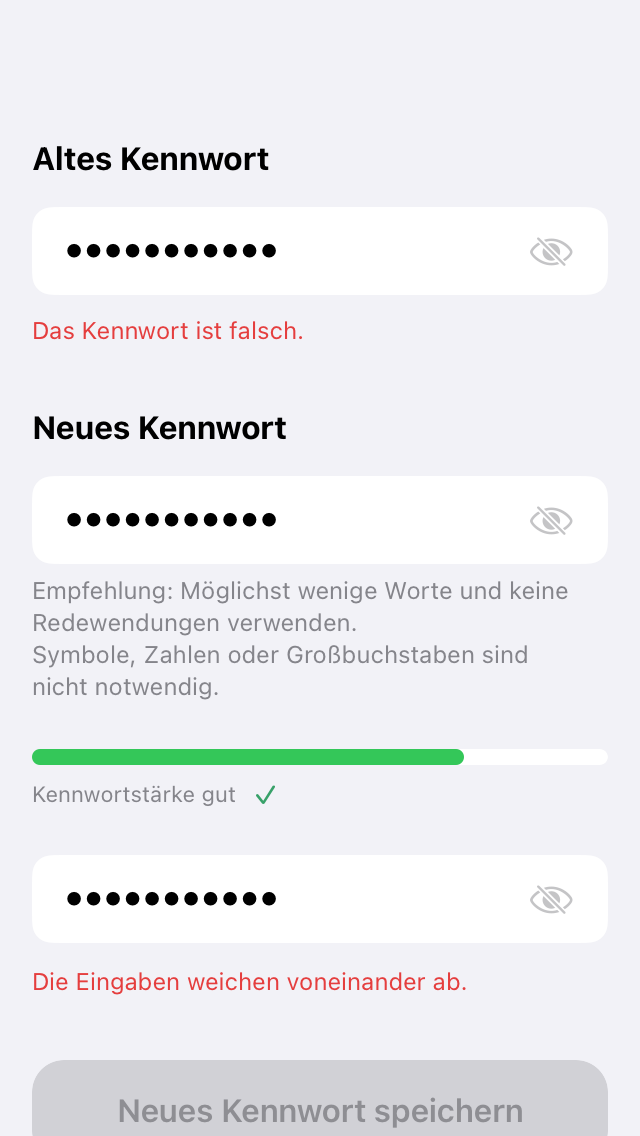 Altes Kennwort
•••••••••••
Das Kennwort ist falsch.
Neues Kennwort
•••••••••••
Empfehlung: Möglichst wenige Worte und keine
Redewendungen verwenden.
Symbole, Zahlen oder Großbuchstaben sind
nicht notwendig.
Kennwortstärke gut
•••••••••••
Die Eingaben weichen voneinander ab.
Neues Kennwort speichern